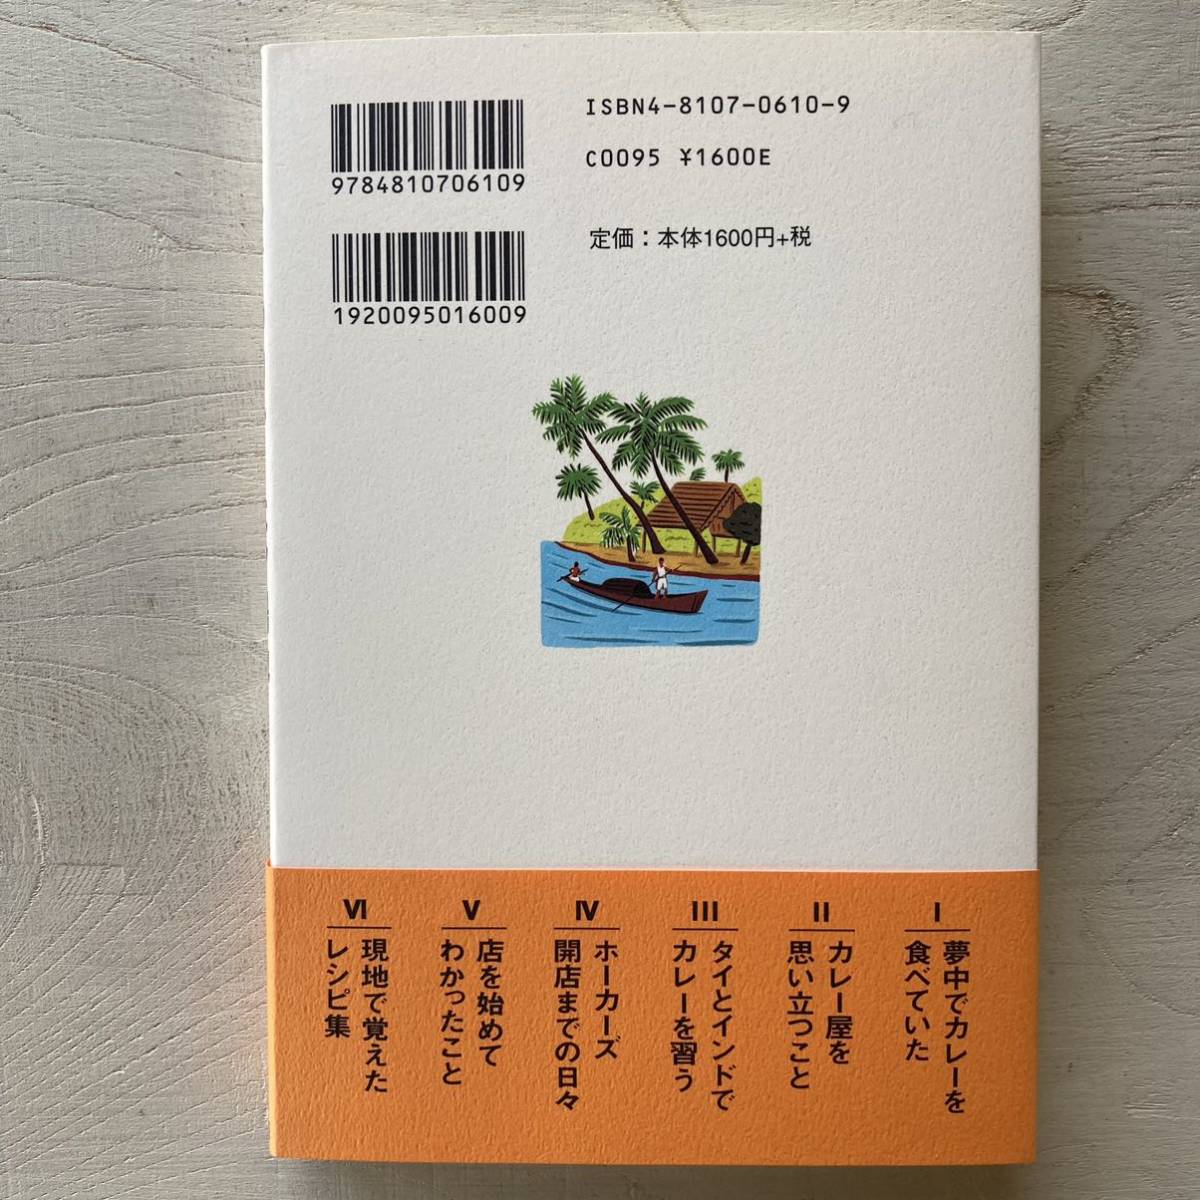 9784810706109
1920095016009
ISBN4-8107-0610-9
C0095 ¥1600E
定価：本体1600円+税
I
夢中でカレーを
食べていた
II
カレー屋を
思い立つこと
III
タイとインドで
カレーを習う
IV
ホーカーズ
開店までの日々
V
店を始めて
わかったこと
VI
現地で覚えた
レシピ集